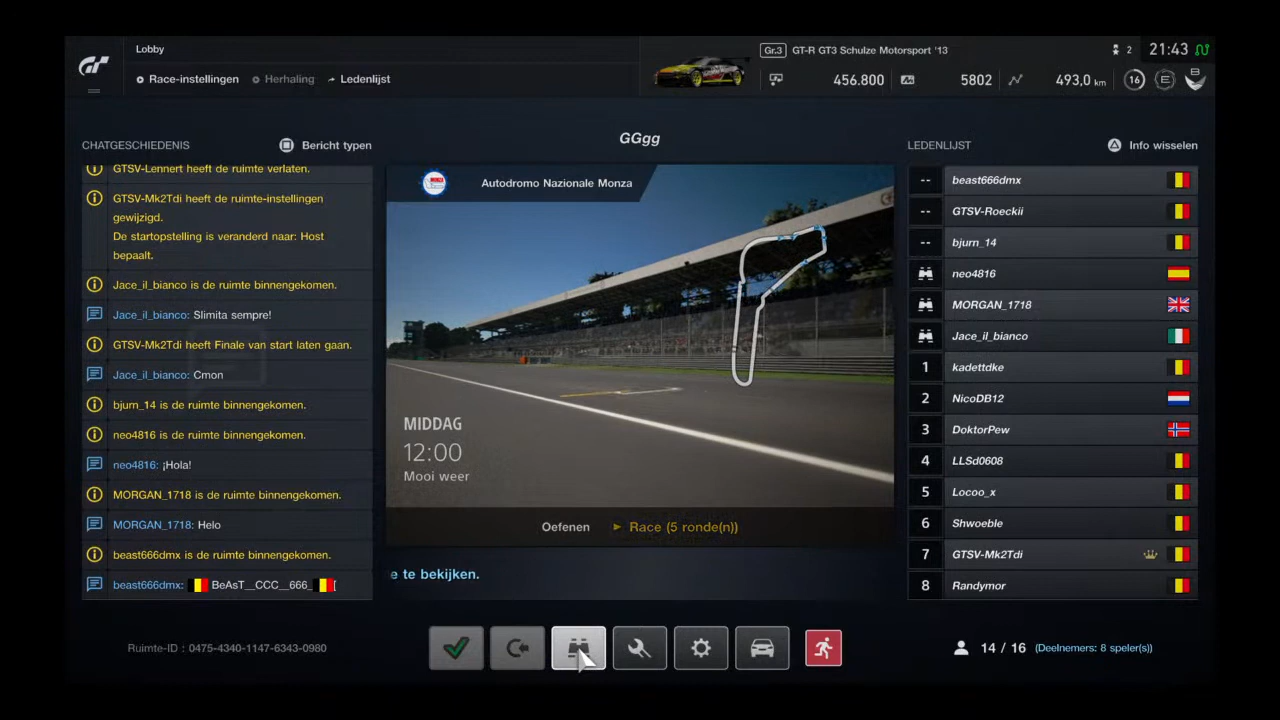 Lobby
Race-instellingen Herhaling Ledenlijst
Gr.3 GT-R GT3 Schulze Motorsport '13
2 21:43
456.800 5802 493,0 km 16 E B
CHATGESCHIEDENIS Bericht typen
GTSV-Lennert heeft de ruimte verlaten.
GTSV-Mk2Tdi heeft de ruimte-instellingen
gewijzigd.
De startopstelling is veranderd naar: Host
bepaalt.
Jace_il_bianco is de ruimte binnengekomen.
Jace_il_bianco: Slimita sempre!
GTSV-Mk2Tdi heeft Finale van start laten gaan.
Jace_il_bianco: Cmon
bjurn_14 is de ruimte binnengekomen.
neo4816 is de ruimte binnengekomen.
neo4816: ¡Hola!
MORGAN_1718 is de ruimte binnengekomen.
MORGAN_1718: Helo
beast666dmx is de ruimte binnengekomen.
beast666dmx: BeAsT__CCC__666_
Ruimte-ID : 0475-4340-1147-6343-0980
GGgg
Autodromo Nazionale Monza
MIDDAG
12:00
Mooi weer
Oefenen Race (5 ronde(n))
e te bekijken.
LEDENLIJST Info wisselen
-- beast666dmx
-- GTSV-Roeckii
-- bjurn_14
neo4816
MORGAN_1718
Jace_il_bianco
1 kadettdke
2 NicoDB12
3 DoktorPew
4 LLSd0608
5 Locoo_x
6 Shwoeble
7 GTSV-Mk2Tdi
8 Randymor
14 / 16 (Deelnemers: 8 speler(s))